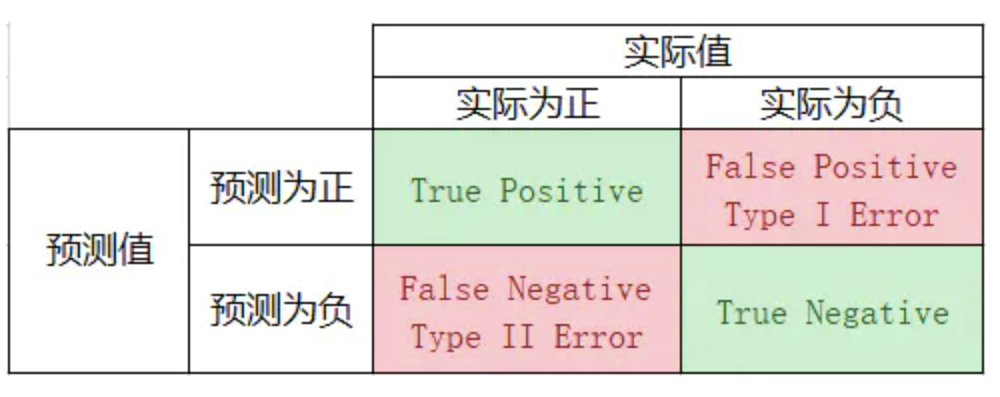 实际值
实际为正
实际为负
预测值
预测为正
True Positive
False Positive
Type I Error
预测为负
False Negative
Type II Error
True Negative